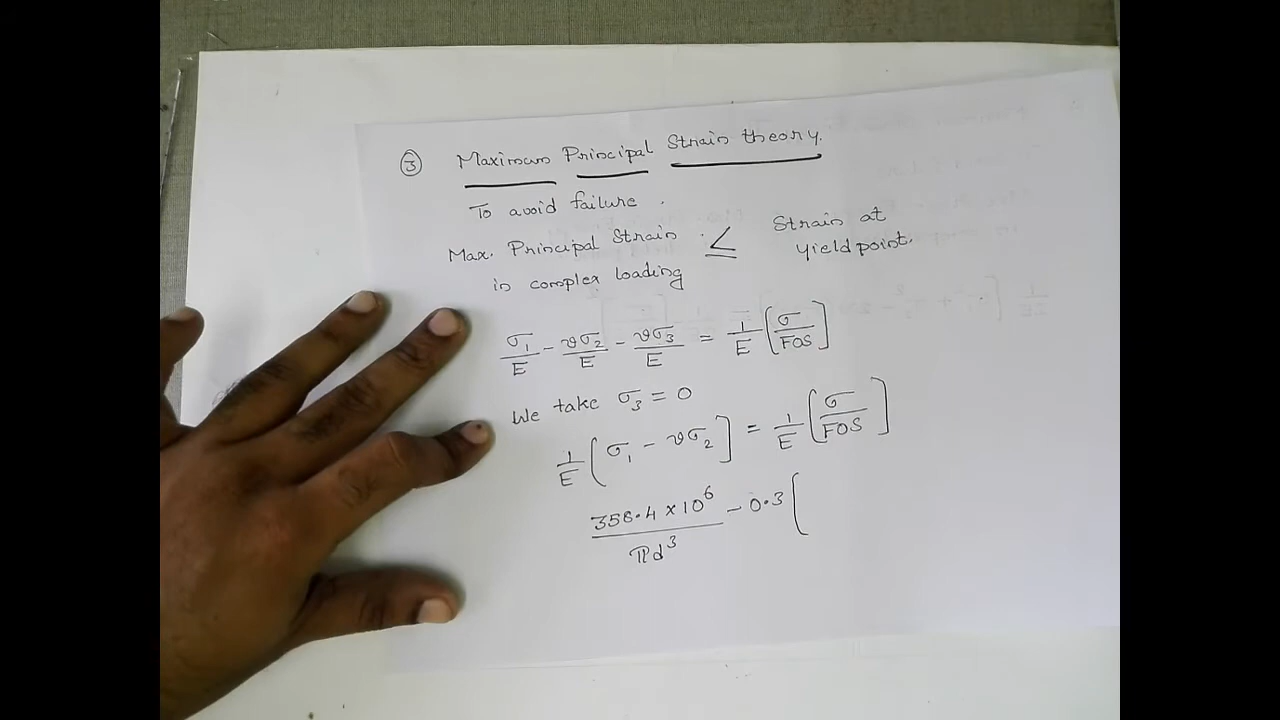 ③ Maximum Principal Strain theory.
To avoid failure.
Max. Principal Strain in complex loading ≤ Strain at yield point.
σ₁/E - νσ₂/E - νσ₃/E = 1/E [σ/FOS]
We take σ₃ = 0
1/E (σ₁ - νσ₂] = 1/E [σ/FOS]
358.4 × 10⁶/πd³ - 0.3 [